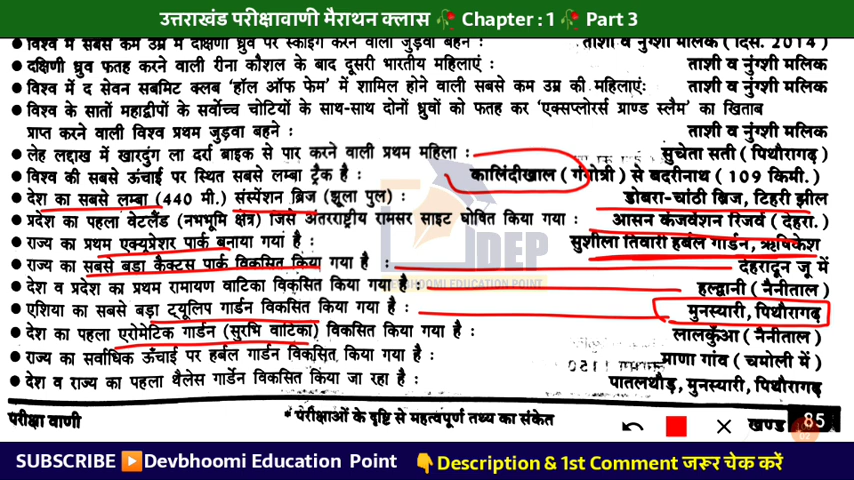 उत्तराखंड परीक्षावाणी मैराथन क्लास 🌹 Chapter : 1 🌹 Part 3
• विश्व में सबसे कम उम्र में दक्षिणी ध्रुव पर स्कीइंग करने वाली जुड़वा बहनें : ताशी व नुंग्शी मलिक (दिस. 2014)
• दक्षिणी ध्रुव फतह करने वाली रीना कौशल के बाद दूसरी भारतीय महिलाएं : ताशी व नुंग्शी मलिक
• विश्व में द सेवन सबमिट क्लब 'हॉल ऑफ फेम' में शामिल होने वाली सबसे कम उम्र की महिलाएं: ताशी व नुंग्शी मलिक
• विश्व के सातों महाद्वीपों के सर्वोच्च चोटियों के साथ-साथ दोनों ध्रुवों को फतह कर 'एक्सप्लोरर्स ग्राण्ड स्लैम' का खिताब
प्राप्त करने वाली विश्व प्रथम जुड़वा बहने : ताशी व नुंग्शी मलिक
• लेह लद्दाख में खारदुंग ला दर्रा बाइक से पार करने वाली प्रथम महिला : सुचेता सती (पिथौरागढ़)
• विश्व की सबसे ऊंचाई पर स्थित सबसे लम्बा ट्रैक है : कालिंदीखाल (गंगोत्री) से बदरीनाथ (109 किमी.)
• देश का सबसे लम्बा (440 मी.) संस्पेंशन ब्रिज (झूला पुल) : डोबरा-चांठी ब्रिज, टिहरी झील
• प्रदेश का पहला वेटलैंड (नभभूमि क्षेत्र) जिसे अंतरराष्ट्रीय रामसर साइट घोषित किया गया : आसन कंजर्वेशन रिजर्व (देहरा.)
• राज्य का प्रथम एक्यूप्रेशर पार्क बनाया गया है : सुशीला तिवारी हर्बल गार्डन, ऋषिकेश
• राज्य का सबसे बड़ा कैक्टस पार्क विकसित किया गया है : देहरादून जू में
• देश व प्रदेश का प्रथम रामायण वाटिका विकसित किया गया है : हल्द्वानी (नैनीताल)
• एशिया का सबसे बड़ा ट्यूलिप गार्डन विकसित किया गया है : मुनस्यारी, पिथौरागढ़
• देश का पहला एरोमेटिक गार्डन (सुरभि वाटिका) विकसित किया गया है : लालकुँआ (नैनीताल)
• राज्य का सर्वाधिक ऊँचाई पर हर्बल गार्डन विकसित किया गया है : माणा गांव (चमोली में)
• देश व राज्य का पहला थैलेस गार्डेन विकसित किया जा रहा है : पातलथौड़, मुनस्यारी, पिथौरागढ़
DEP
DEVBHOOMI EDUCATION POINT
परीक्षा वाणी * परीक्षाओं के दृष्टि से महत्वपूर्ण तथ्य का संकेत खण्ड 85
SUBSCRIBE ▶️Devbhoomi Education Point 👇Description & 1st Comment जरूर चेक करें